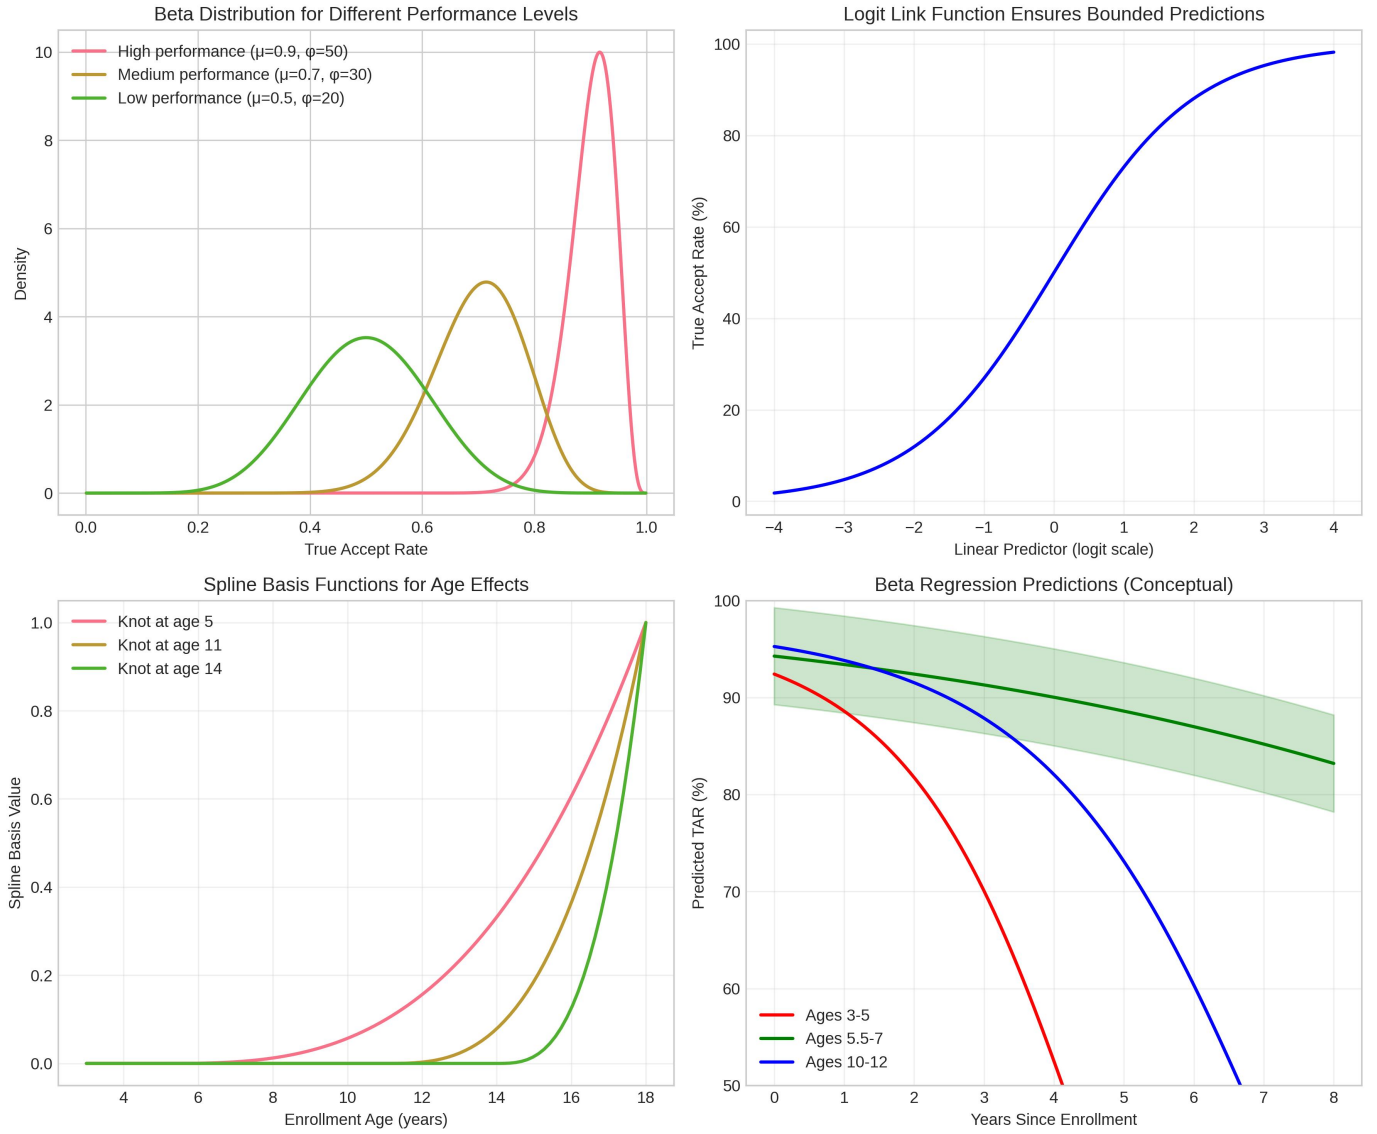 Beta Distribution for Different Performance Levels
High performance (μ=0.9, φ=50)
Medium performance (μ=0.7, φ=30)
Low performance (μ=0.5, φ=20)
10
8
6
4
2
0
Density
0.0 0.2 0.4 0.6 0.8 1.0
True Accept Rate
Logit Link Function Ensures Bounded Predictions
100
80
60
40
20
0
True Accept Rate (%)
−4 −3 −2 −1 0 1 2 3 4
Linear Predictor (logit scale)
Spline Basis Functions for Age Effects
Knot at age 5
Knot at age 11
Knot at age 14
1.0
0.8
0.6
0.4
0.2
0.0
Spline Basis Value
4 6 8 10 12 14 16 18
Enrollment Age (years)
Beta Regression Predictions (Conceptual)
100
90
80
70
60
50
Predicted TAR (%)
Ages 3-5
Ages 5.5-7
Ages 10-12
0 1 2 3 4 5 6 7 8
Years Since Enrollment